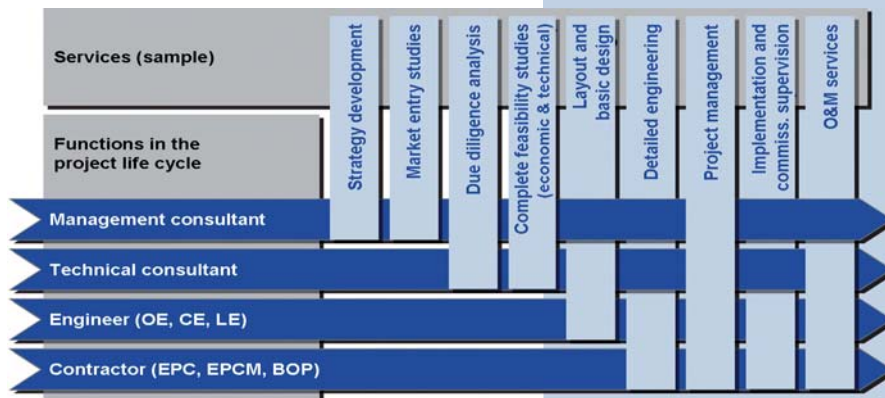 Services (sample)
Functions in the
project life cycle
Strategy development
Market entry studies
Due diligence analysis
Complete feasibility studies
(economic & technical)
Layout and
basic design
Detailed engineering
Project management
Implementation and
commiss. supervision
O&M services
Management consultant
Technical consultant
Engineer (OE, CE, LE)
Contractor (EPC, EPCM, BOP)